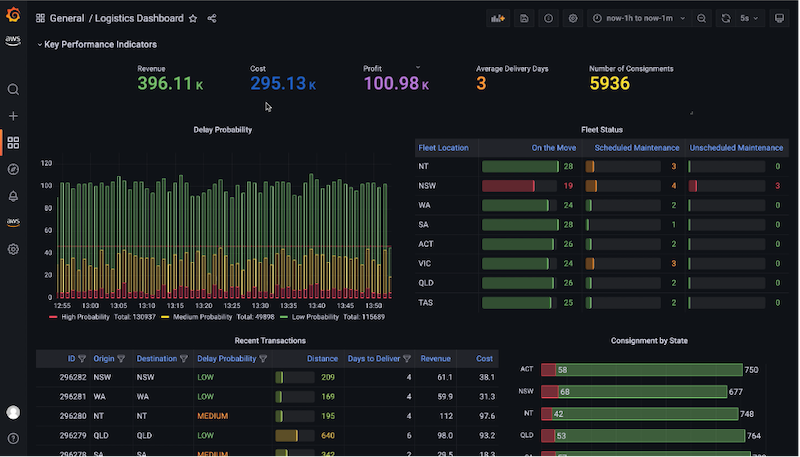 General / Logistics Dashboard
now-1h to now-1m
5s
aws
Key Performance Indicators
Revenue Cost Profit Average Delivery Days Number of Consignments
396.11 K 295.13 K 100.98 K 3 5936
Delay Probability
120
100
80
60
40
20
0
12:55 13:00 13:05 13:10 13:15 13:20 13:25 13:30 13:35 13:40 13:45 13:50
High Probability Total: 130937 Medium Probability Total: 49898 Low Probability Total: 115689
Fleet Status
Fleet Location On the Move Scheduled Maintenance Unscheduled Maintenance
NT 28 3 0
NSW 19 4 3
WA 24 2 0
SA 28 1 0
ACT 26 2 0
VIC 24 3 0
QLD 26 2 0
TAS 25 2 0
aws
Recent Transactions
ID Origin Destination Delay Probability Distance Days to Deliver Revenue Cost
296282 NSW NSW LOW 209 4 61.1 38.1
296281 WA WA LOW 169 4 59.9 31.3
296280 NT NT MEDIUM 195 4 112 97.6
296279 QLD QLD LOW 640 6 98.0 93.2
296278 SA SA MEDIUM 342 2 29.5 18.3
Consignment by State
ACT 58 750
NSW 68 677
NT 42 748
QLD 53 764